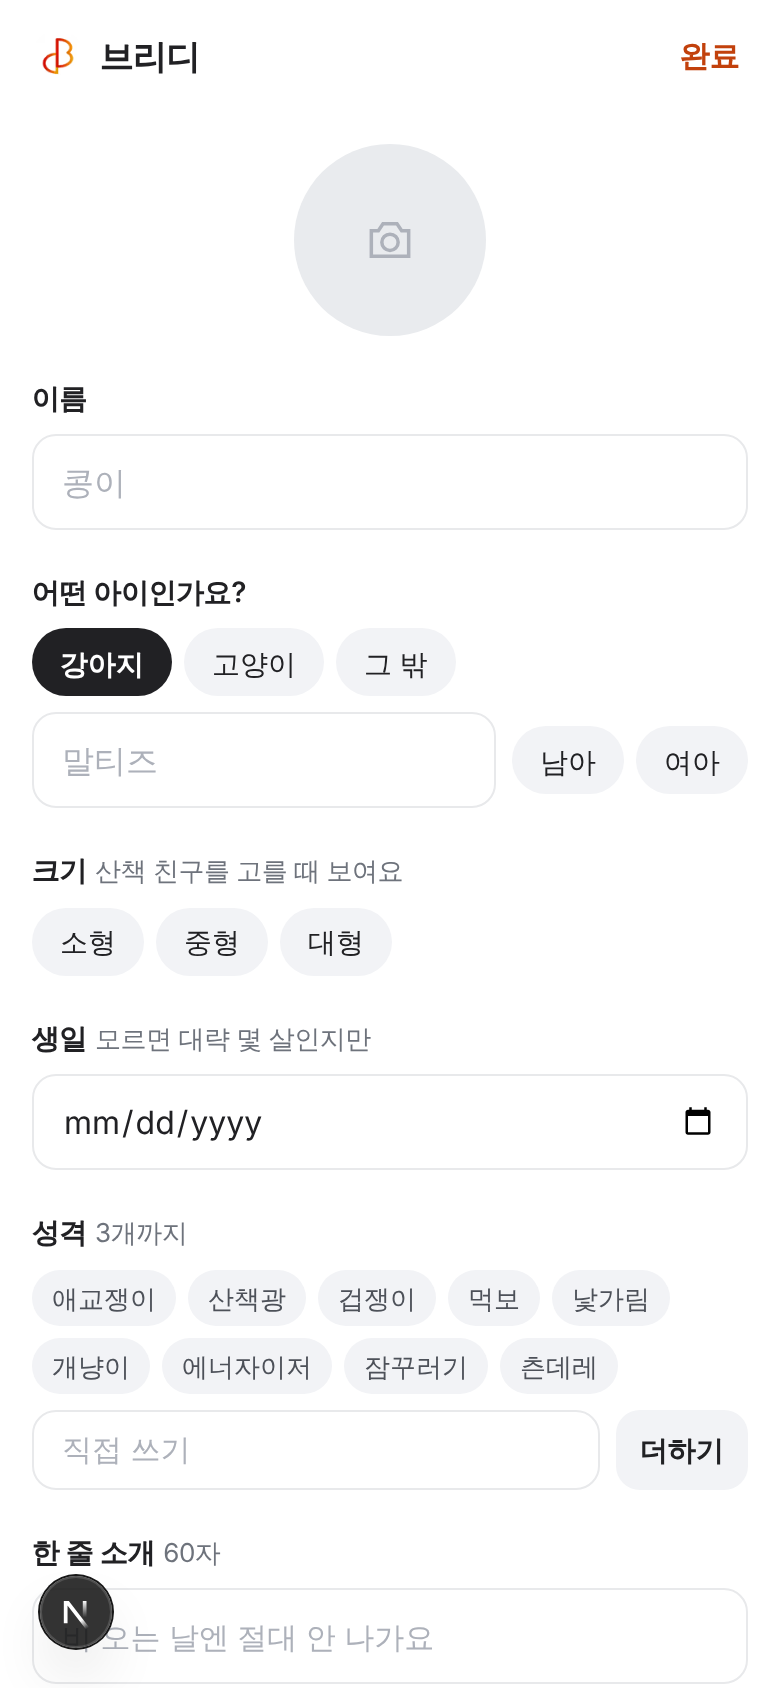 브리디
완료
이름
콩이
어떤 아이인가요?
강아지 고양이 그 밖
말티즈 남아 여아
크기 산책 친구를 고를 때 보여요
소형 중형 대형
생일 모르면 대략 몇 살인지만
mm/dd/yyyy
성격 3개까지
애교쟁이 산책광 겁쟁이 먹보 낯가림
개냥이 에너자이저 잠꾸러기 츤데레
직접 쓰기 더하기
한 줄 소개 60자
비 오는 날엔 절대 안 나가요
N